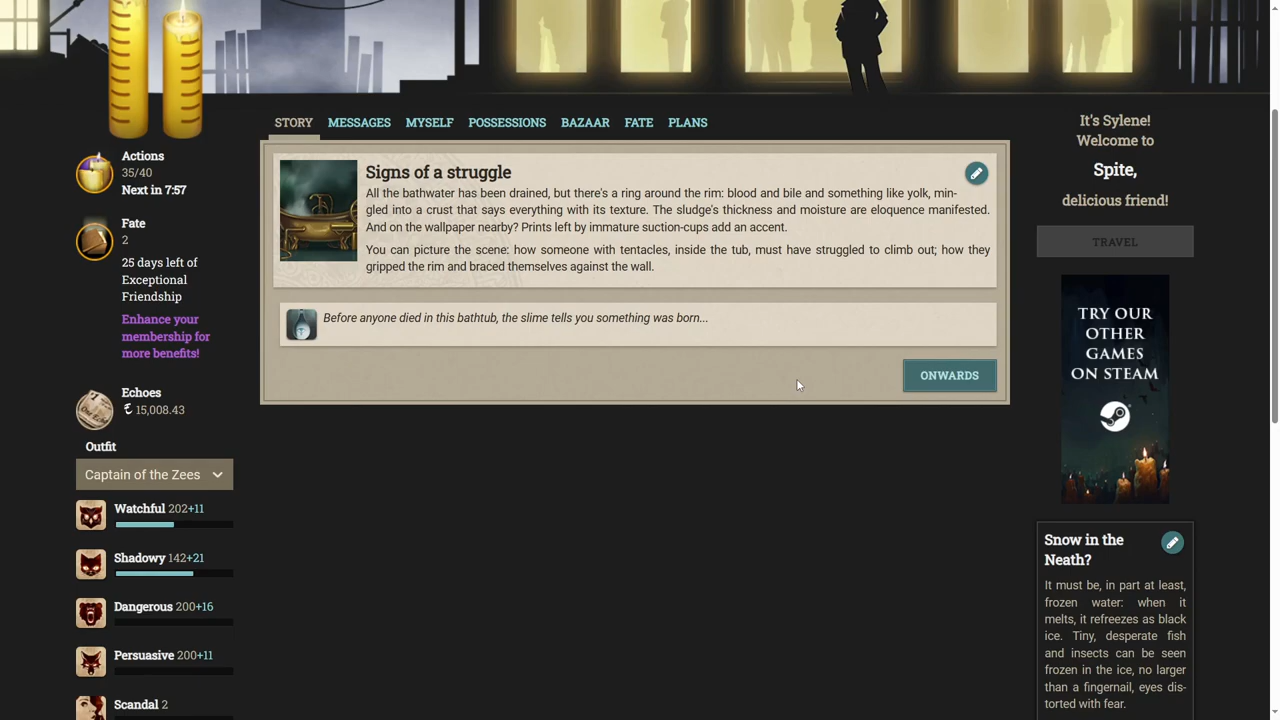 STORY MESSAGES MYSELF POSSESSIONS BAZAAR FATE PLANS
Actions
35/40
Next in 7:57
Fate
2
25 days left of
Exceptional
Friendship
Enhance your
membership for
more benefits!
Echoes
15,008.43
Outfit
Captain of the Zees
Watchful 202+11
Shadowy 142+21
Dangerous 200+16
Persuasive 200+11
Scandal 2
Signs of a struggle
All the bathwater has been drained, but there's a ring around the rim: blood and bile and something like yolk, min-
gled into a crust that says everything with its texture. The sludge's thickness and moisture are eloquence manifested.
And on the wallpaper nearby? Prints left by immature suction-cups add an accent.
You can picture the scene: how someone with tentacles, inside the tub, must have struggled to climb out; how they
gripped the rim and braced themselves against the wall.
Before anyone died in this bathtub, the slime tells you something was born...
ONWARDS
It's Sylene!
Welcome to
Spite,
delicious friend!
TRAVEL
TRY OUR
OTHER
GAMES
ON STEAM
Snow in the
Neath?
It must be, in part at least,
frozen water: when it
melts, it refreezes as black
ice. Tiny, desperate fish
and insects can be seen
frozen in the ice, no larger
than a fingernail, eyes dis-
torted with fear.